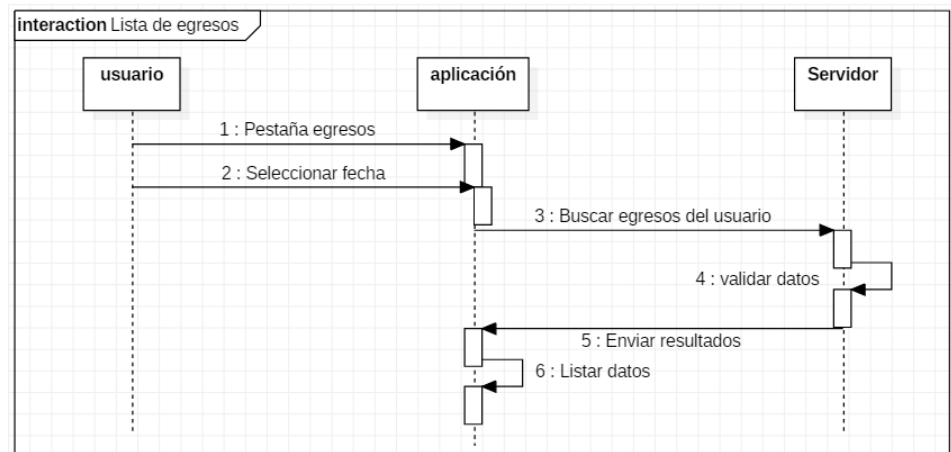 interaction Lista de egresos
usuario
aplicación
Servidor
1 : Pestaña egresos
2 : Seleccionar fecha
3 : Buscar egresos del usuario
4 : validar datos
5 : Enviar resultados
6 : Listar datos